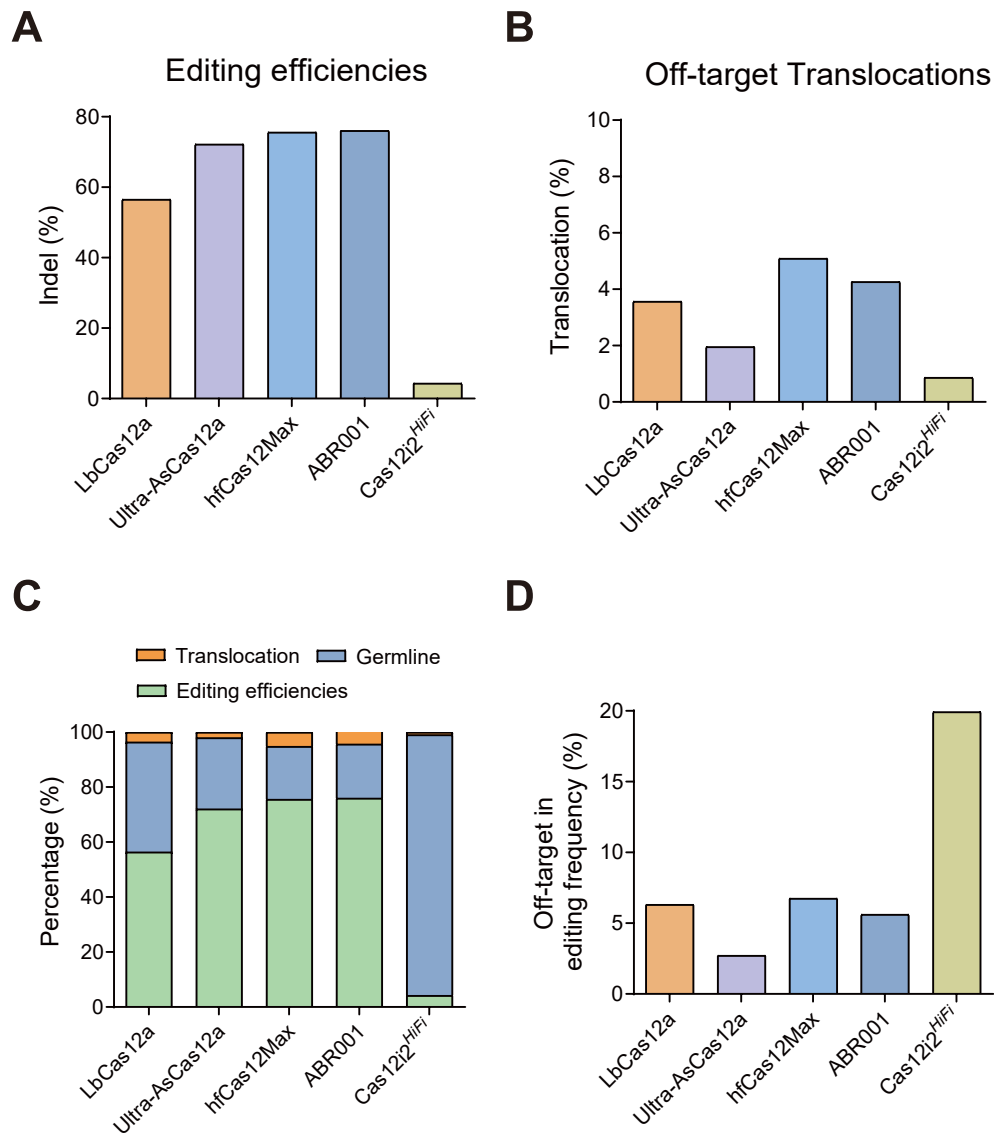 A
Editing efficiencies
Indel (%)
80
60
40
20
0
LbCas12a
Ultra-AsCas12a
hfCas12Max
ABR001
Cas12i2HiFi
B
Off-target Translocations
Translocation (%)
10
8
6
4
2
0
LbCas12a
Ultra-AsCas12a
hfCas12Max
ABR001
Cas12i2HiFi
C
Translocation
Germline
Editing efficiencies
Percentage (%)
100
80
60
40
20
0
LbCas12a
Ultra-AsCas12a
hfCas12Max
ABR001
Cas12i2HiFi
D
Off-target in
editing frequency (%)
20
15
10
5
0
LbCas12a
Ultra-AsCas12a
hfCas12Max
ABR001
Cas12i2HiFi